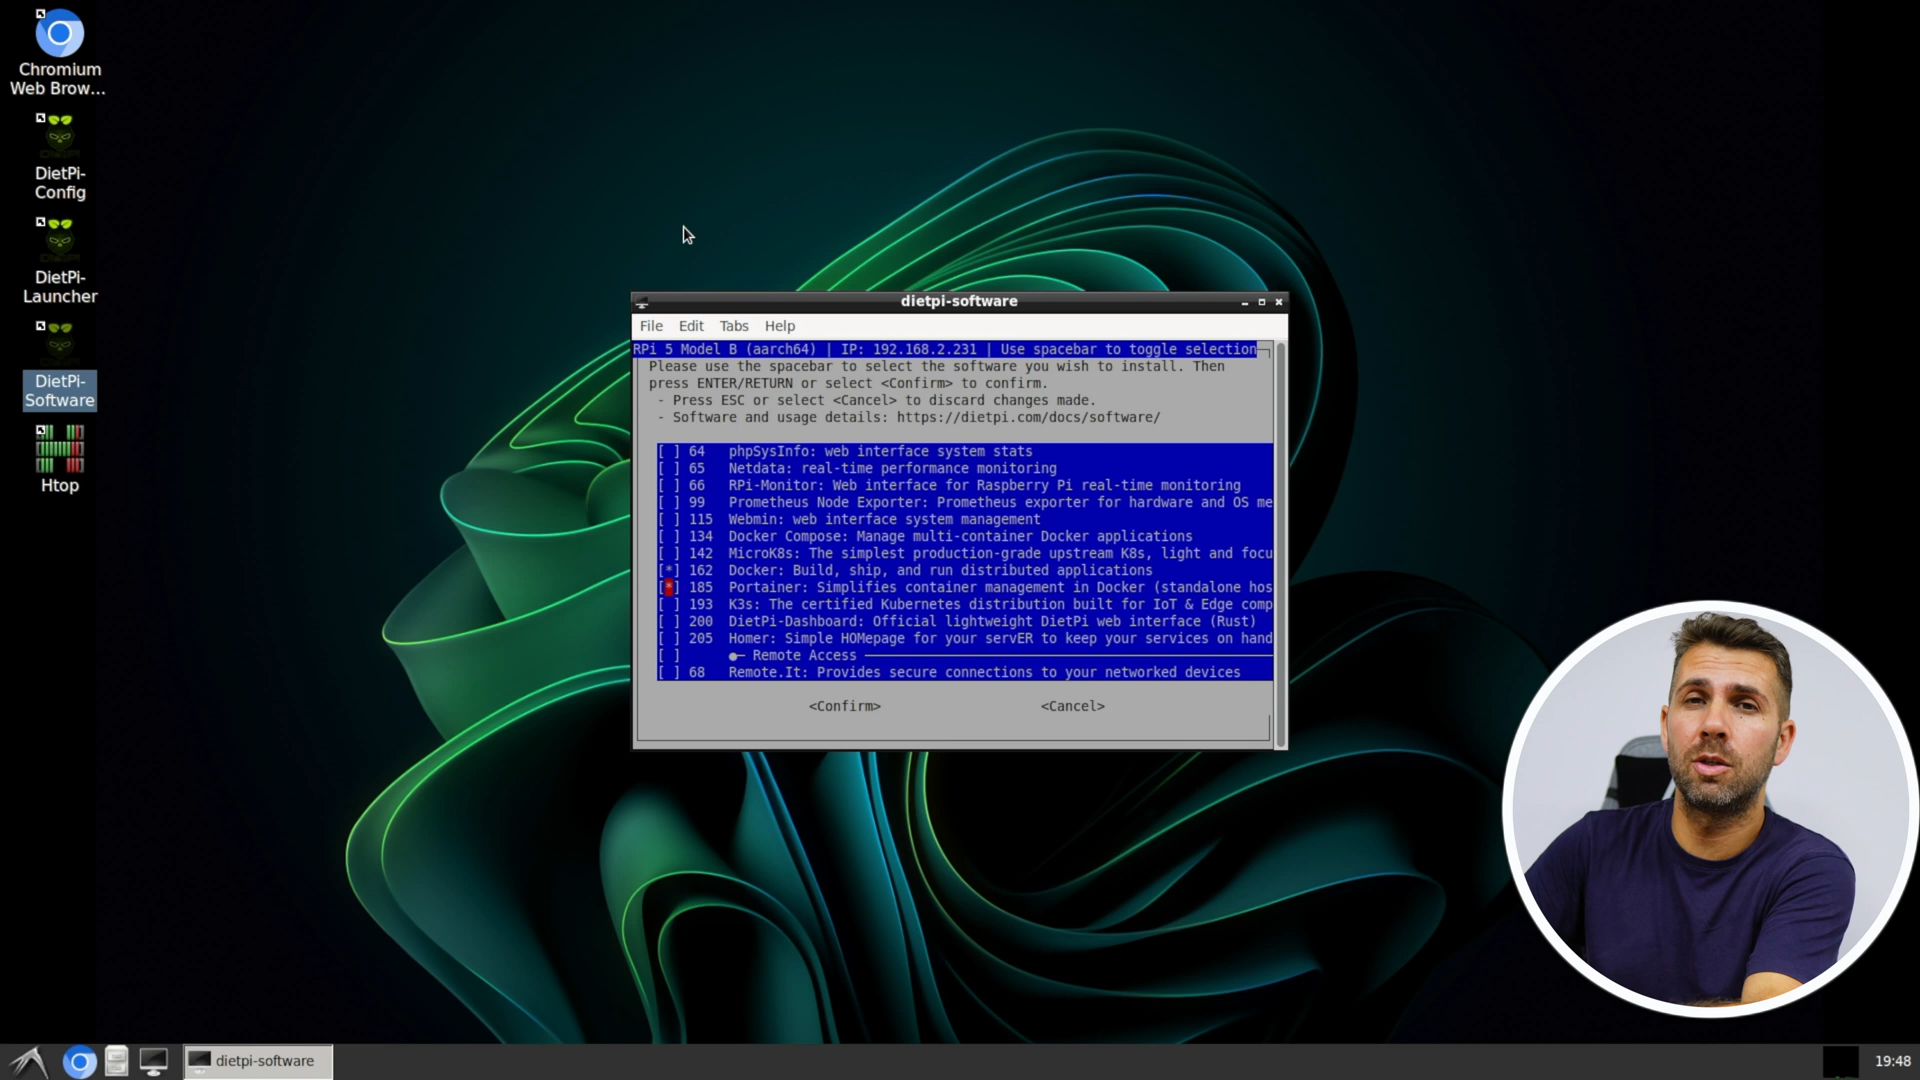 Chromium
Web Brow...
DietPi-
Config
DietPi-
Launcher
DietPi-
Software
Htop
dietpi-software
File Edit Tabs Help
RPi 5 Model B (aarch64) | IP: 192.168.2.231 | Use spacebar to toggle selection
Please use the spacebar to select the software you wish to install. Then
press ENTER/RETURN or select <Confirm> to confirm.
- Press ESC or select <Cancel> to discard changes made.
- Software and usage details: https://dietpi.com/docs/software/
[ ] 64 phpSysInfo: web interface system stats
[ ] 65 Netdata: real-time performance monitoring
[ ] 66 RPi-Monitor: Web interface for Raspberry Pi real-time monitoring
[ ] 99 Prometheus Node Exporter: Prometheus exporter for hardware and OS me
[ ] 115 Webmin: web interface system management
[ ] 134 Docker Compose: Manage multi-container Docker applications
[ ] 142 MicroK8s: The simplest production-grade upstream K8s, light and focu
[*] 162 Docker: Build, ship, and run distributed applications
[*] 185 Portainer: Simplifies container management in Docker (standalone hos
[ ] 193 K3s: The certified Kubernetes distribution built for IoT & Edge comp
[ ] 200 DietPi-Dashboard: Official lightweight DietPi web interface (Rust)
[ ] 205 Homer: Simple HOMepage for your servER to keep your services on hand
[ ] ●─ Remote Access
[ ] 68 Remote.It: Provides secure connections to your networked devices
<Confirm> <Cancel>
dietpi-software
19:48